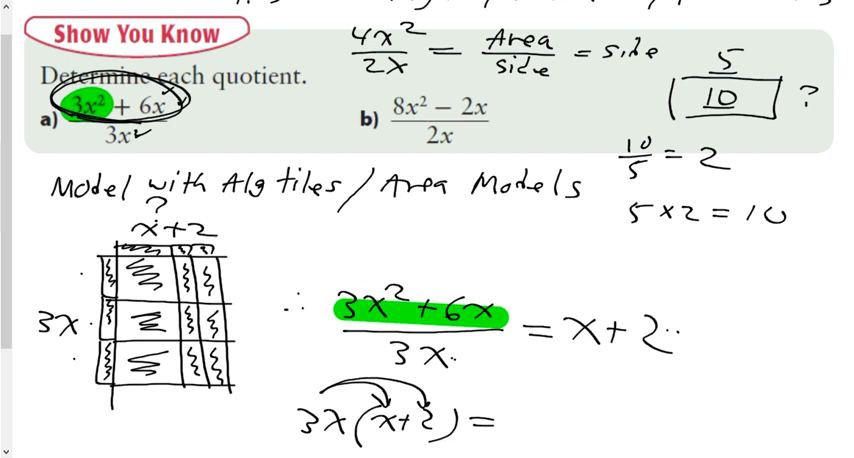 Show You Know
4x² / 2x = Area / side = side
5
10 ?
Determine each quotient.
a) 3x² + 6x / 3x
b) 8x² − 2x / 2x
10/5 = 2
Model with Alg tiles / Area Models
5 x 2 = 10
?
x + 2
3x
∴ 3x² + 6x / 3x = x + 2
3x(x + 2) =